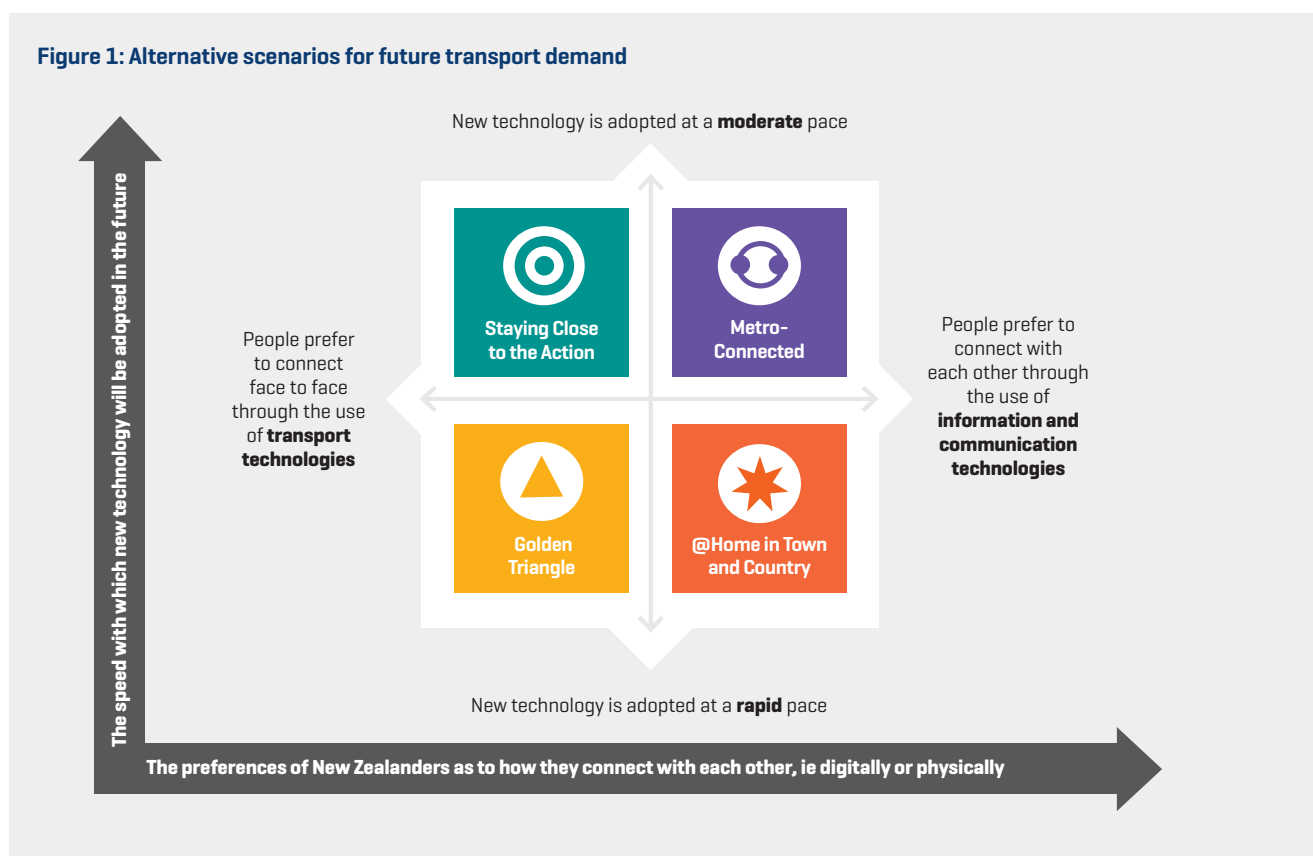 Figure 1: Alternative scenarios for future transport demand
New technology is adopted at a moderate pace
The speed with which new technology will be adopted in the future
People prefer
to connect
face to face
through the use
of transport
technologies
Staying Close
to the Action
Metro-
Connected
People prefer to
connect with
each other through
the use of
information and
communication
technologies
Golden
Triangle
@Home in Town
and Country
New technology is adopted at a rapid pace
The preferences of New Zealanders as to how they connect with each other, ie digitally or physically